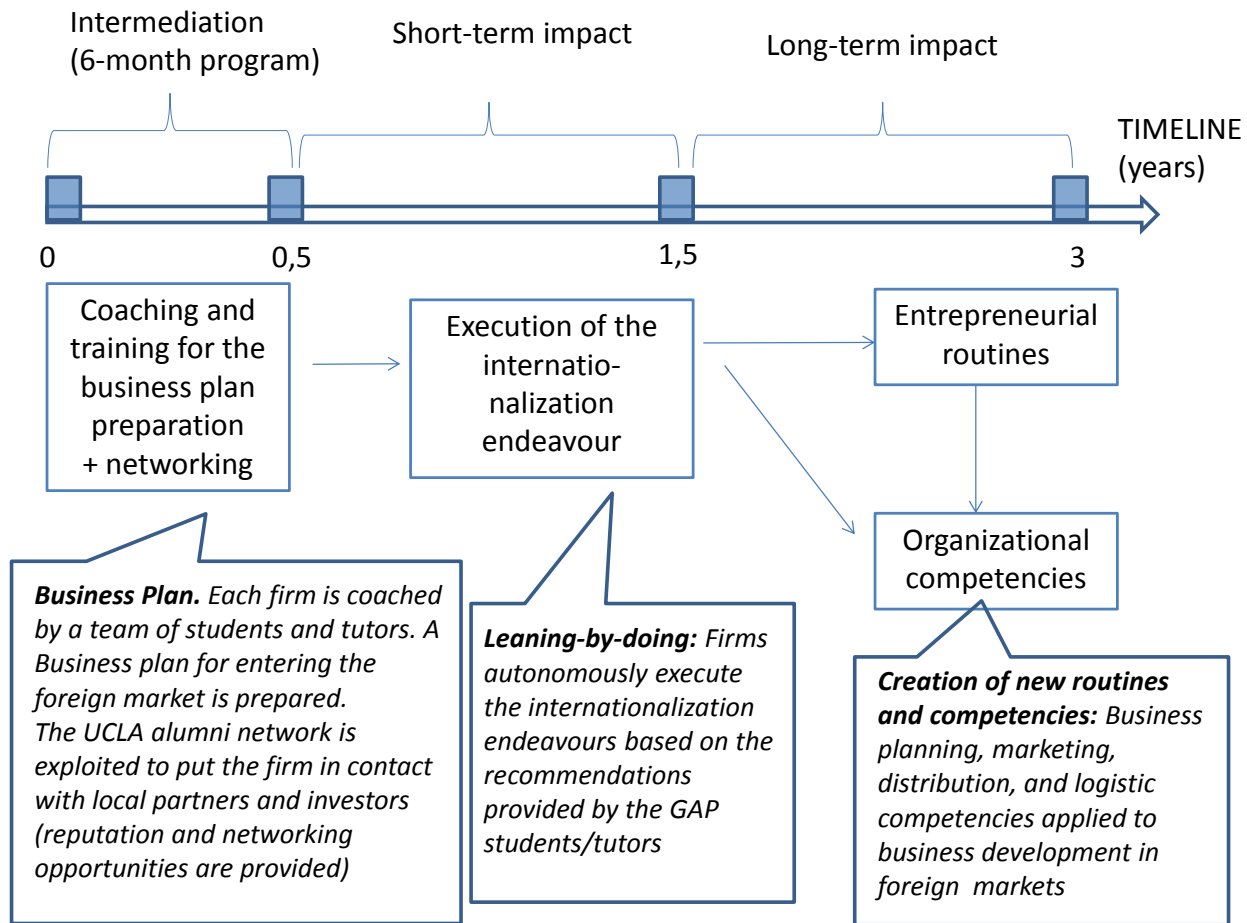 Intermediation
(6-month program)
Short-term impact
Long-term impact
TIMELINE
(years)
0
0,5
1,5
3
Coaching and
training for the
business plan
preparation
+ networking
Execution of the
internatio-
nalization
endeavour
Entrepreneurial
routines
Organizational
competencies
Business Plan. Each firm is coached
by a team of students and tutors. A
Business plan for entering the
foreign market is prepared.
The UCLA alumni network is
exploited to put the firm in contact
with local partners and investors
(reputation and networking
opportunities are provided)
Leaning-by-doing: Firms
autonomously execute
the internationalization
endeavours based on the
recommendations
provided by the GAP
students/tutors
Creation of new routines
and competencies: Business
planning, marketing,
distribution, and logistic
competencies applied to
business development in
foreign markets